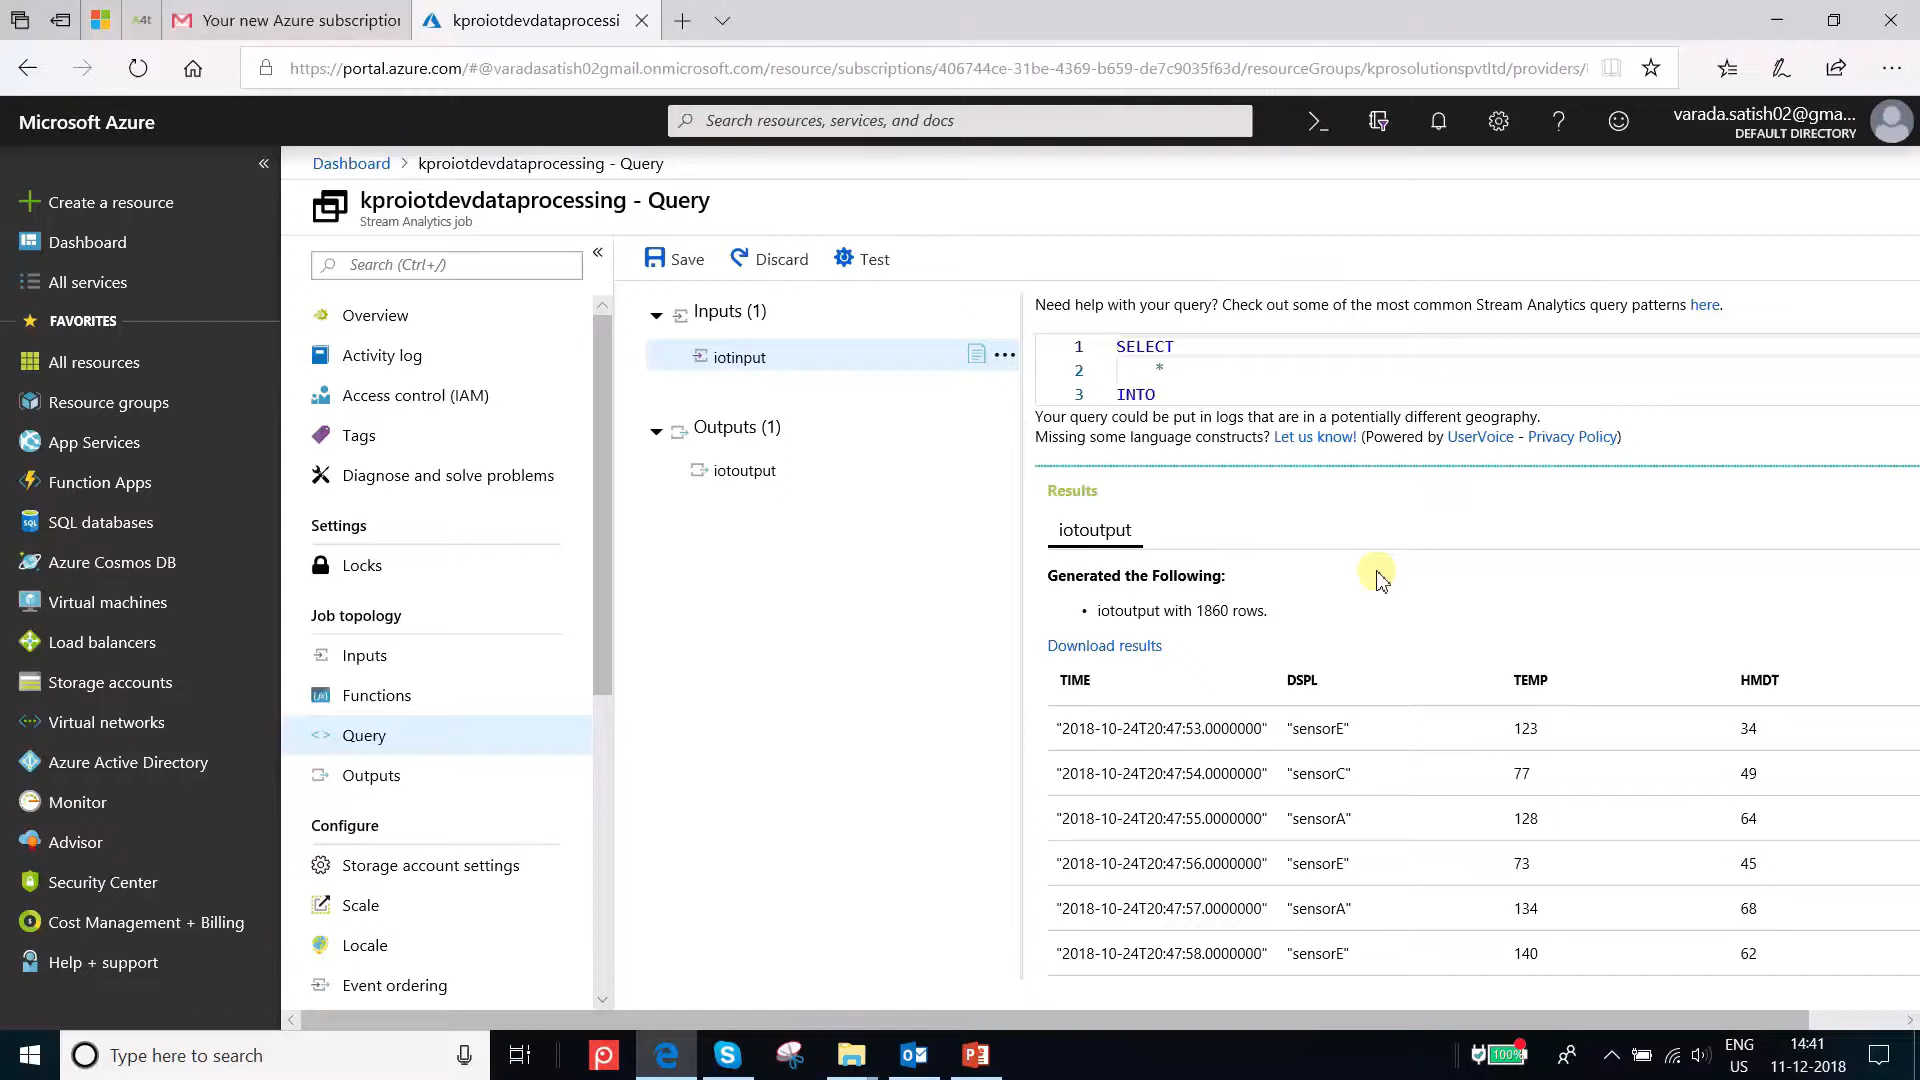 A4t
Your new Azure subscription
kproiotdevdataprocessi
https://portal.azure.com/#@varadasatish02gmail.onmicrosoft.com/resource/subscriptions/406744ce-31be-4369-b659-de7c9035f63d/resourceGroups/kprosolutionspvtltd/providers/
Microsoft Azure
Search resources, services, and docs
varada.satish02@gma...
DEFAULT DIRECTORY
Create a resource
Dashboard
All services
FAVORITES
All resources
Resource groups
App Services
Function Apps
SQL databases
Azure Cosmos DB
Virtual machines
Load balancers
Storage accounts
Virtual networks
Azure Active Directory
Monitor
Advisor
Security Center
Cost Management + Billing
Help + support
Dashboard > kproiotdevdataprocessing - Query
kproiotdevdataprocessing - Query
Stream Analytics job
Search (Ctrl+/)
Overview
Activity log
Access control (IAM)
Tags
Diagnose and solve problems
Settings
Locks
Job topology
Inputs
Functions
Query
Outputs
Configure
Storage account settings
Scale
Locale
Event ordering
Save Discard Test
Inputs (1)
iotinput
Outputs (1)
iotoutput
Need help with your query? Check out some of the most common Stream Analytics query patterns here.
1 SELECT
2 *
3 INTO
Your query could be put in logs that are in a potentially different geography.
Missing some language constructs? Let us know! (Powered by UserVoice - Privacy Policy)
Results
iotoutput
Generated the Following:
• iotoutput with 1860 rows.
Download results
TIME DSPL TEMP HMDT
"2018-10-24T20:47:53.0000000" "sensorE" 123 34
"2018-10-24T20:47:54.0000000" "sensorC" 77 49
"2018-10-24T20:47:55.0000000" "sensorA" 128 64
"2018-10-24T20:47:56.0000000" "sensorE" 73 45
"2018-10-24T20:47:57.0000000" "sensorA" 134 68
"2018-10-24T20:47:58.0000000" "sensorE" 140 62
Type here to search
100%
ENG
US
14:41
11-12-2018